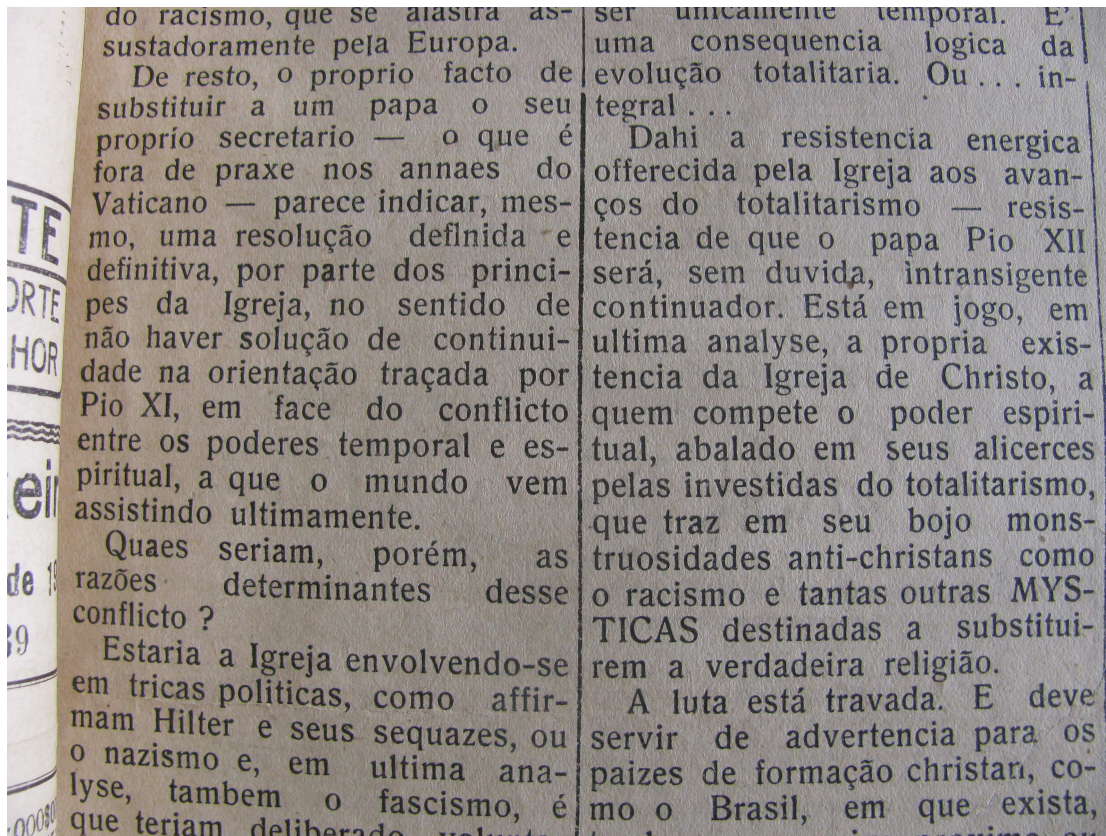 TE
ORTE
HOR
ein
de 19
39
000$0
do racismo, que se alastra as-
sustadoramente pela Europa.
De resto, o proprio facto de
substituir a um papa o seu
proprio secretario — o que é
fora de praxe nos annaes do
Vaticano — parece indicar, mes-
mo, uma resolução definida e
definitiva, por parte dos princi-
pes da Igreja, no sentido de
não haver solução de continui-
dade na orientação traçada por
Pio XI, em face do conflicto
entre os poderes temporal e es-
piritual, a que o mundo vem
assistindo ultimamente.
Quaes seriam, porém, as
razões determinantes desse
conflicto ?
Estaria a Igreja envolvendo-se
em tricas politicas, como affir-
mam Hilter e seus sequazes, ou
o nazismo e, em ultima ana-
lyse, tambem o fascismo, é
que teriam deliberado
ser unicamente temporal. E'
uma consequencia logica da
evolução totalitaria. Ou . . . in-
tegral . . .
Dahi a resistencia energica
offerecida pela Igreja aos avan-
ços do totalitarismo — resis-
tencia de que o papa Pio XII
será, sem duvida, intransigente
continuador. Está em jogo, em
ultima analyse, a propria exis-
tencia da Igreja de Christo, a
quem compete o poder espiri-
tual, abalado em seus alicerces
pelas investidas do totalitarismo,
que traz em seu bojo mons-
truosidades anti-christans como
o racismo e tantas outras MYS-
TICAS destinadas a substitui-
rem a verdadeira religião.
A luta está travada. E deve
servir de advertencia para os
paizes de formação christan, co-
mo o Brasil, em que exista,